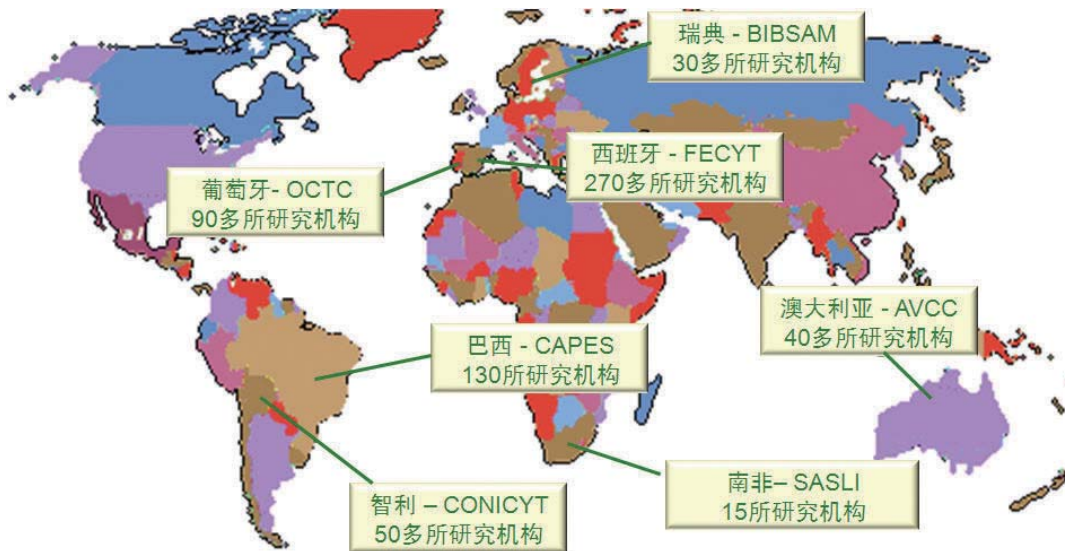 瑞典 - BIBSAM
30多所研究机构
西班牙 - FECYT
270多所研究机构
葡萄牙- OCTC
90多所研究机构
澳大利亚 - AVCC
40多所研究机构
巴西 - CAPES
130所研究机构
南非– SASLI
15所研究机构
智利 – CONICYT
50多所研究机构